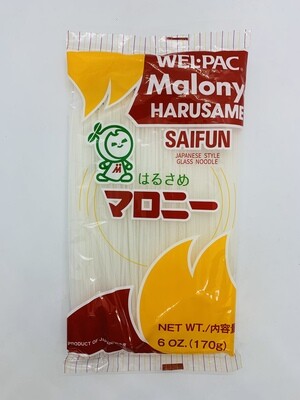 WEL·PAC
Malony
HARUSAME
SAIFUN
JAPANESE STYLE
GLASS NOODLE
M
はるさめ
マロニー
NET WT./内容量
6 OZ. (170g)
PRODUCT OF